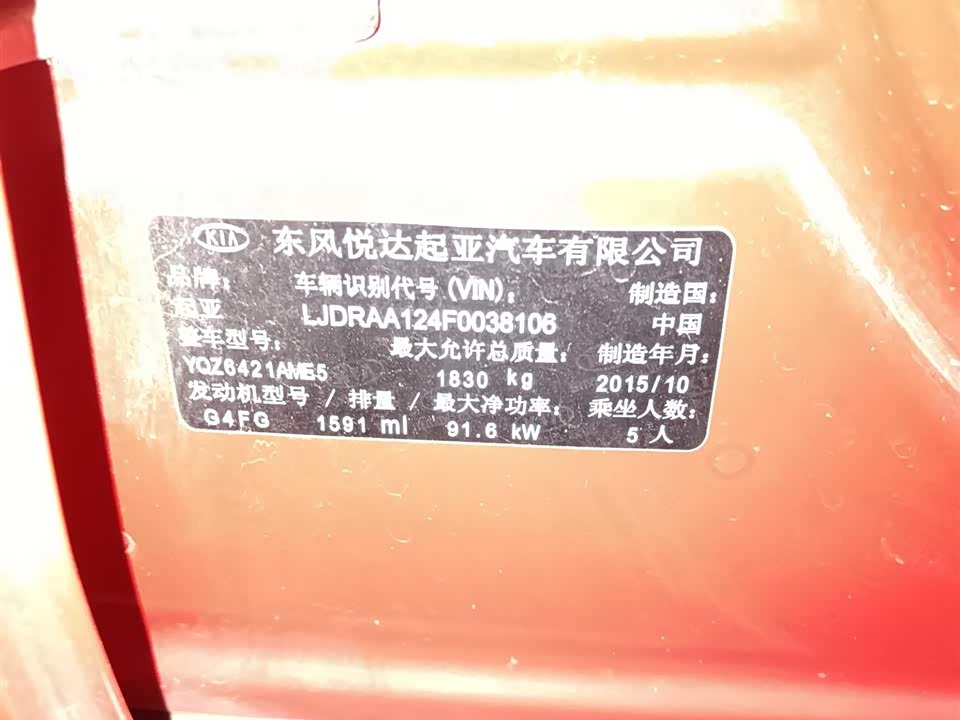 KIA 东风悦达起亚汽车有限公司
品牌： 车辆识别代号(VIN)： 制造国：
起亚 LJDRAA124F0038106 中国
整车型号： 最大允许总质量： 制造年月：
YQZ6421AME5 1830 kg 2015/10
发动机型号 / 排量 / 最大净功率： 乘坐人数：
G4FG 1591 ml 91.6 kW 5 人